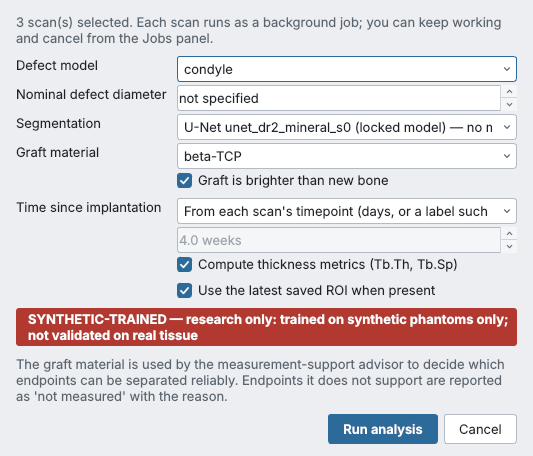 3 scan(s) selected. Each scan runs as a background job; you can keep working
and cancel from the Jobs panel.
Defect model
condyle
Nominal defect diameter
not specified
Segmentation
U-Net unet_dr2_mineral_s0 (locked model) — no n
Graft material
beta-TCP
Graft is brighter than new bone
Time since implantation
From each scan's timepoint (days, or a label such
4.0 weeks
Compute thickness metrics (Tb.Th, Tb.Sp)
Use the latest saved ROI when present
SYNTHETIC-TRAINED — research only: trained on synthetic phantoms only;
not validated on real tissue
The graft material is used by the measurement-support advisor to decide which
endpoints can be separated reliably. Endpoints it does not support are reported
as 'not measured' with the reason.
Run analysis
Cancel